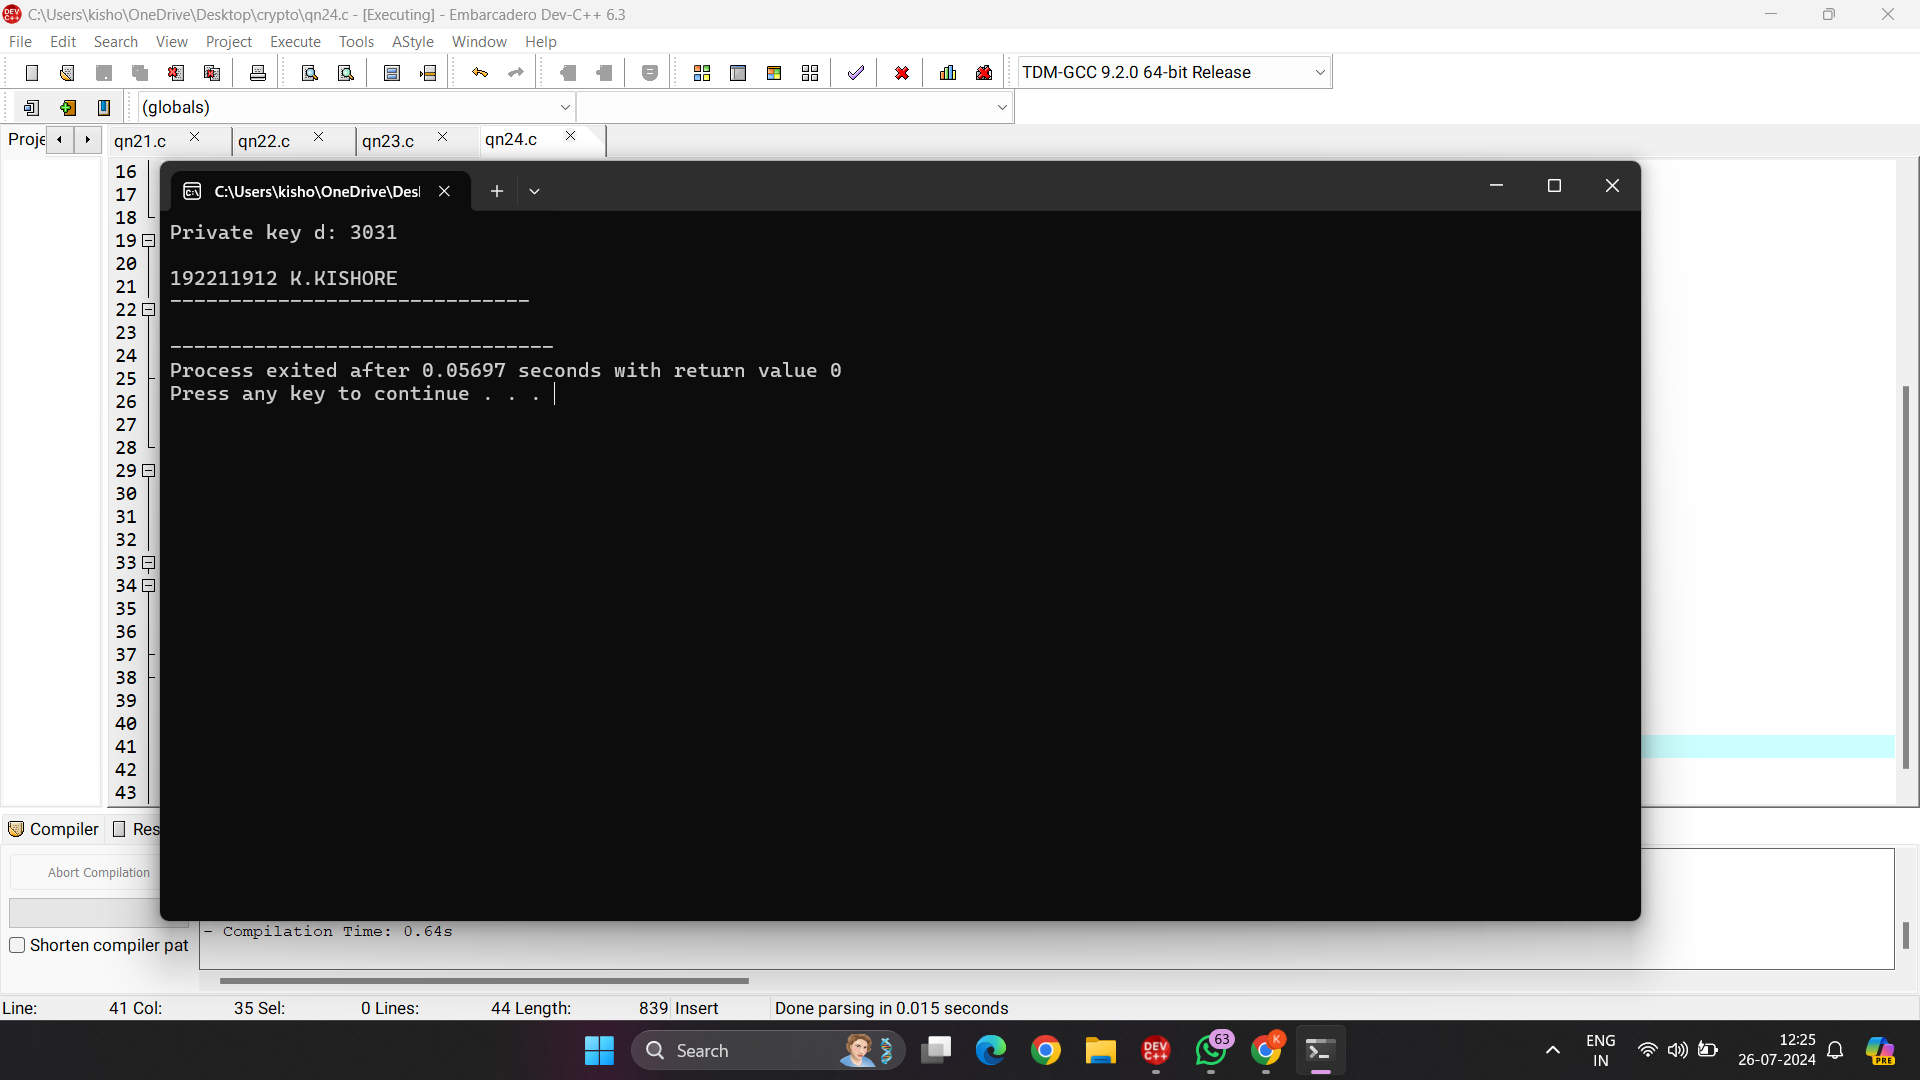 C:\Users\kisho\OneDrive\Desktop\crypto\qn24.c - [Executing] - Embarcadero Dev-C++ 6.3
File Edit Search View Project Execute Tools AStyle Window Help
TDM-GCC 9.2.0 64-bit Release
(globals)
Proje qn21.c qn22.c qn23.c qn24.c
C:\Users\kisho\OneDrive\Des
16
17
18
19
20
21
22
23
24
25
26
27
28
29
30
31
32
33
34
35
36
37
38
39
40
41
42
43
Private key d: 3031
192211912 K.KISHORE
------------------------------
--------------------------------
Process exited after 0.05697 seconds with return value 0
Press any key to continue . . .
Compiler Res
Abort Compilation
Shorten compiler pat
- Compilation Time: 0.64s
Line: 41 Col: 35 Sel: 0 Lines: 44 Length: 839 Insert Done parsing in 0.015 seconds
Search
DEV C++
63
K
ENG
IN
12:25
26-07-2024
PRE